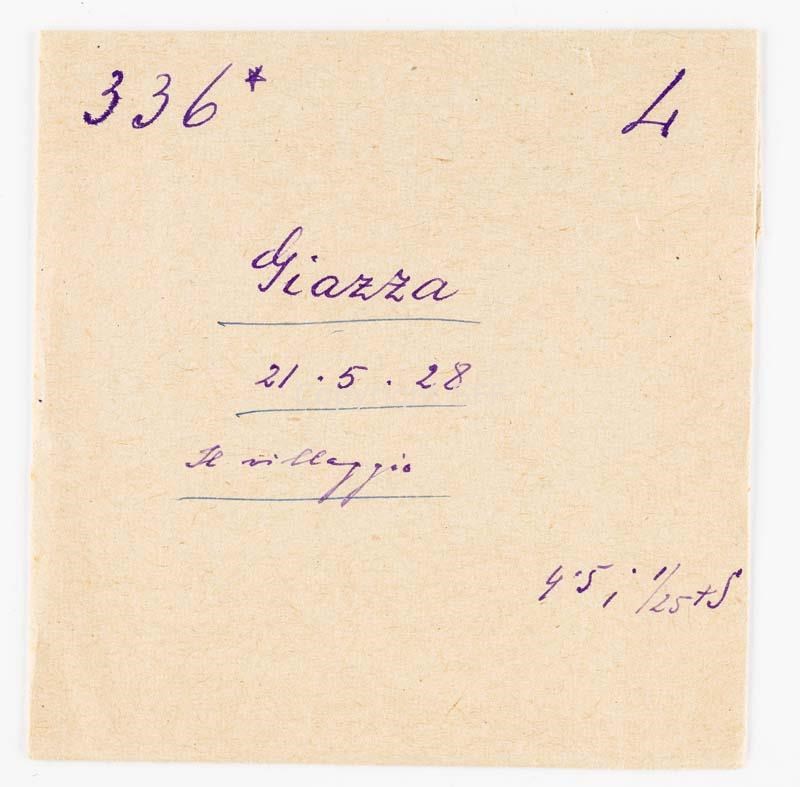 336* 4
Giazza
21.5.28
Il villaggio
4.5; 1/25+S